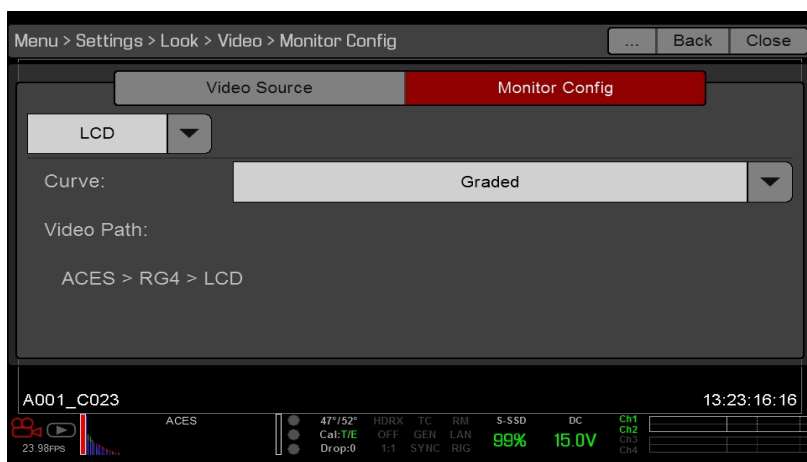 Menu > Settings > Look > Video > Monitor Config ... Back Close
Video Source Monitor Config
LCD
Curve: Graded
Video Path:
ACES > RG4 > LCD
A001_C023 13:23:16:16
ACES 47°/52° HDRX TC RM S-SSD DC Ch1
Cal:T/E OFF GEN LAN 99% 15.0V Ch2
23.98FPS Drop:0 1:1 SYNC RIG Ch3
Ch4